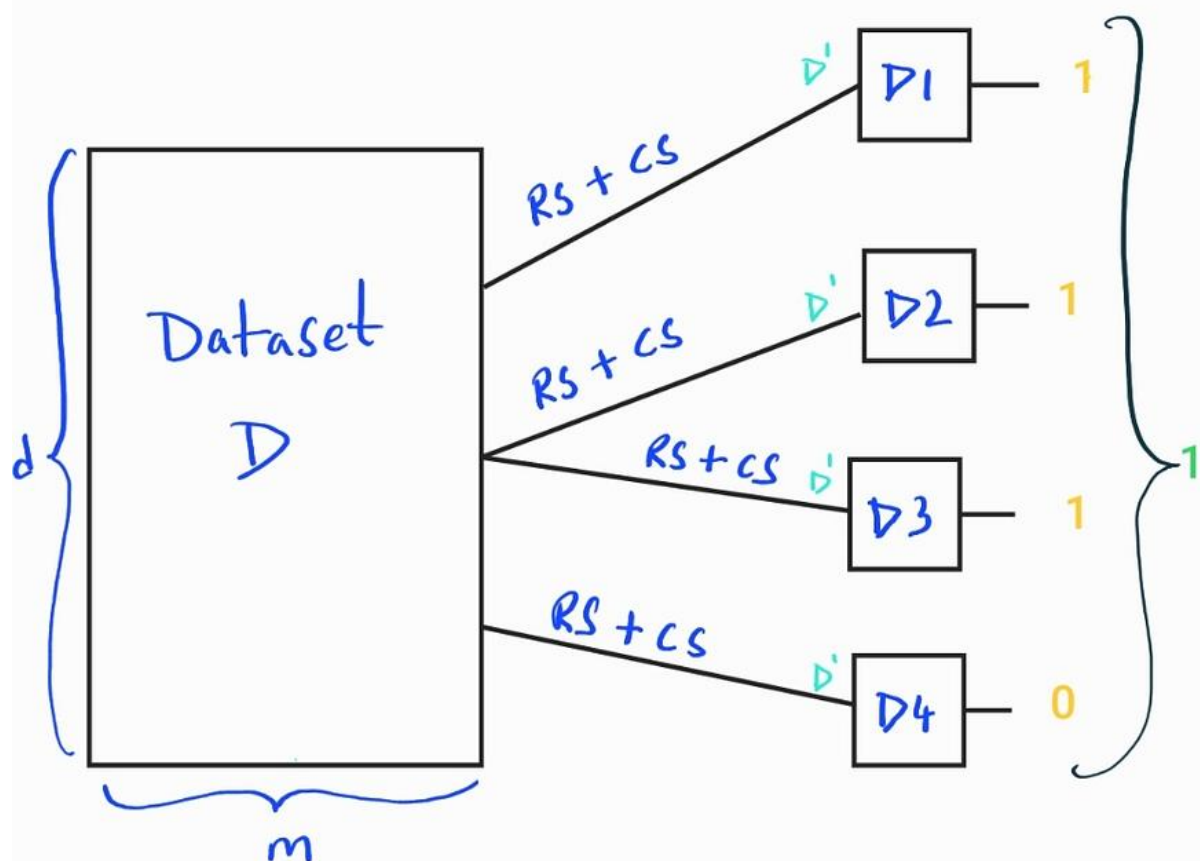 D'
D1
1
RS + CS
Dataset
D
d
m
RS + CS
D'
D2
1
RS + CS
D'
D3
1
1
RS + CS
D'
D4
0